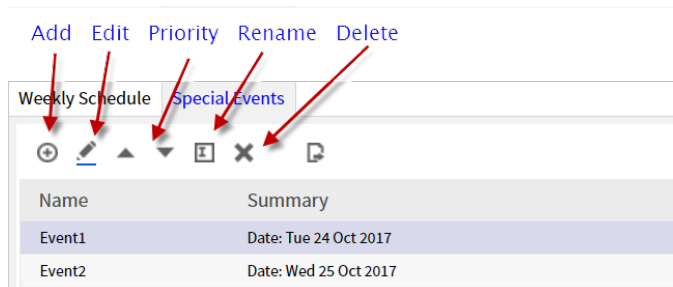 Add Edit Priority Rename Delete
Weekly Schedule Special Events
Name Summary
Event1 Date: Tue 24 Oct 2017
Event2 Date: Wed 25 Oct 2017